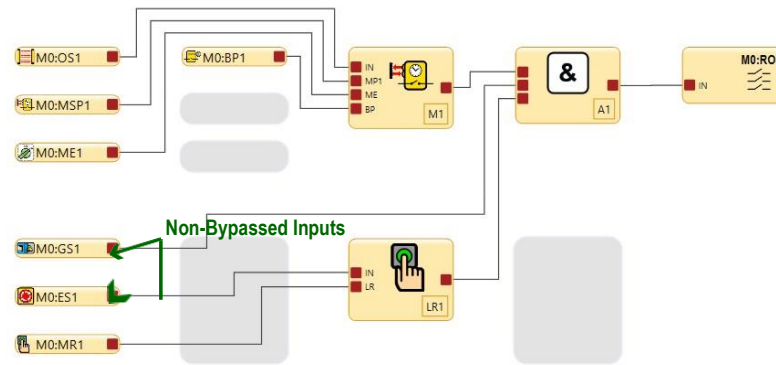 M0:OS1
M0:BP1
IN
MP1
ME
BP
M1
&
A1
M0:RO
IN
M0:MSP1
M0:ME1
Non-Bypassed Inputs
M0:GS1
M0:ES1
IN
LR
LR1
M0:MR1